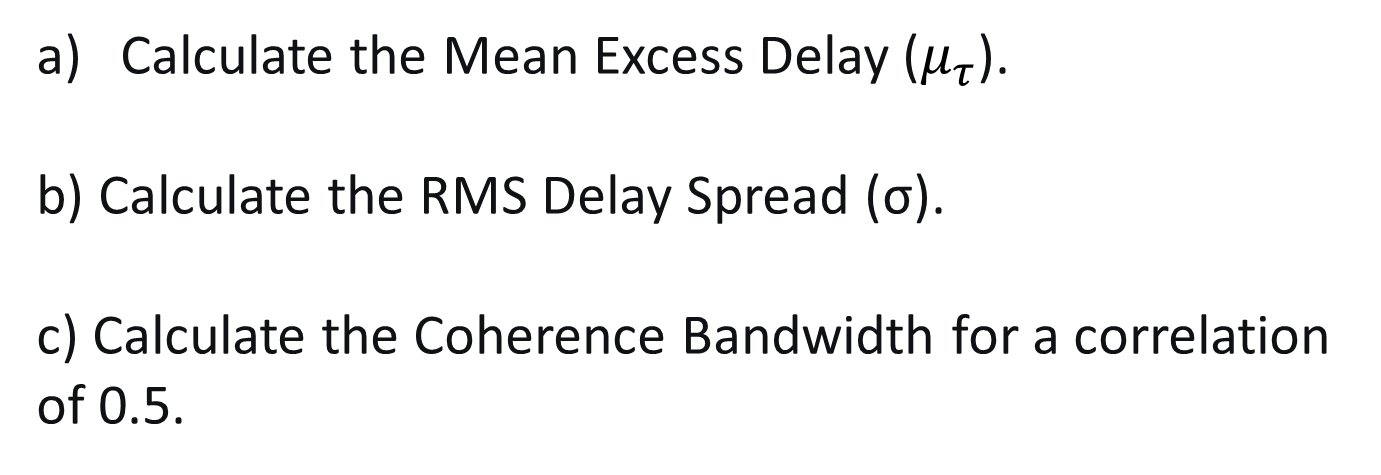 a) Calculate the Mean Excess Delay (μτ).
b) Calculate the RMS Delay Spread (σ).
c) Calculate the Coherence Bandwidth for a correlation
of 0.5.